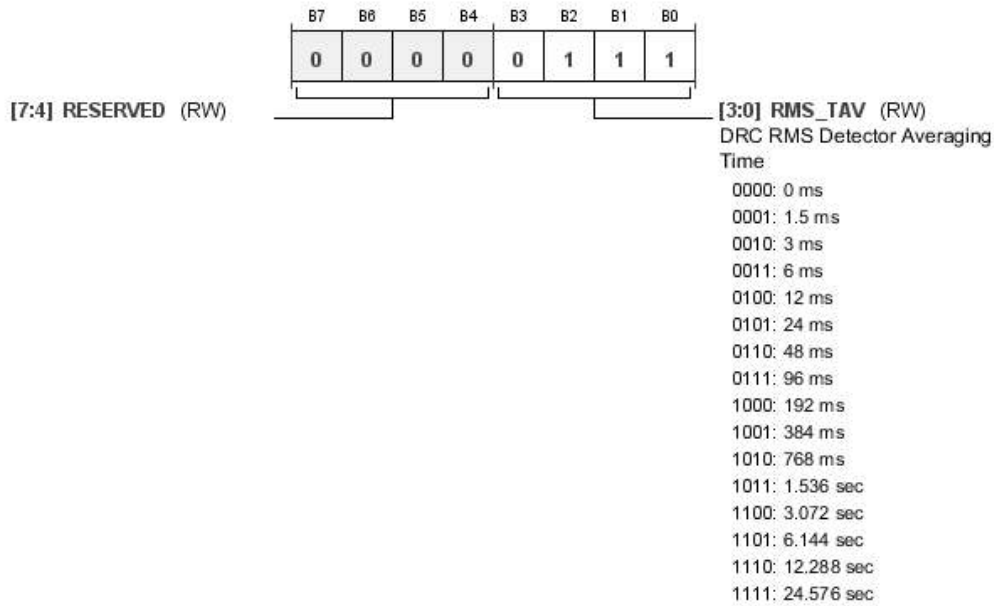 B7 B6 B5 B4 B3 B2 B1 B0
0 0 0 0 0 1 1 1
[7:4] RESERVED (RW)
[3:0] RMS_TAV (RW)
DRC RMS Detector Averaging
Time
0000: 0 ms
0001: 1.5 ms
0010: 3 ms
0011: 6 ms
0100: 12 ms
0101: 24 ms
0110: 48 ms
0111: 96 ms
1000: 192 ms
1001: 384 ms
1010: 768 ms
1011: 1.536 sec
1100: 3.072 sec
1101: 6.144 sec
1110: 12.288 sec
1111: 24.576 sec